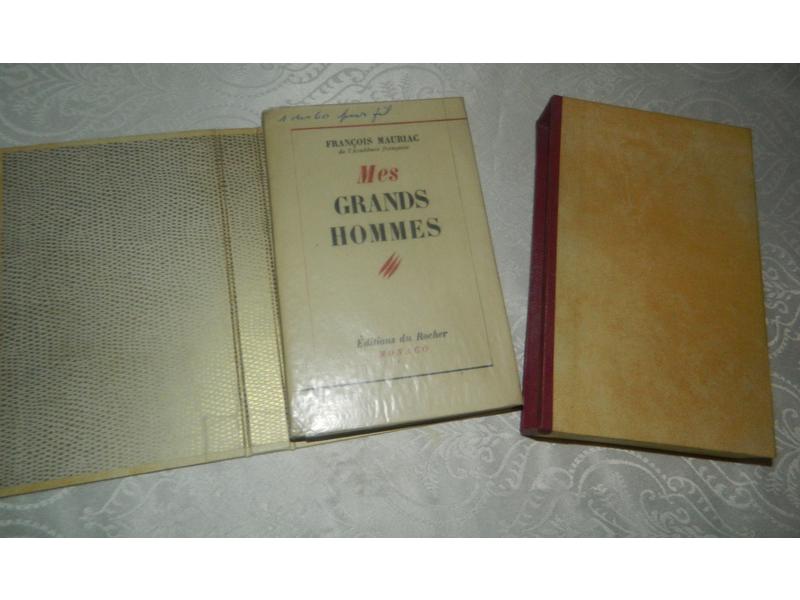 FRANÇOIS MAURIAC
de l'Académie française
Mes
GRANDS
HOMMES
Éditions du Rocher
MONACO